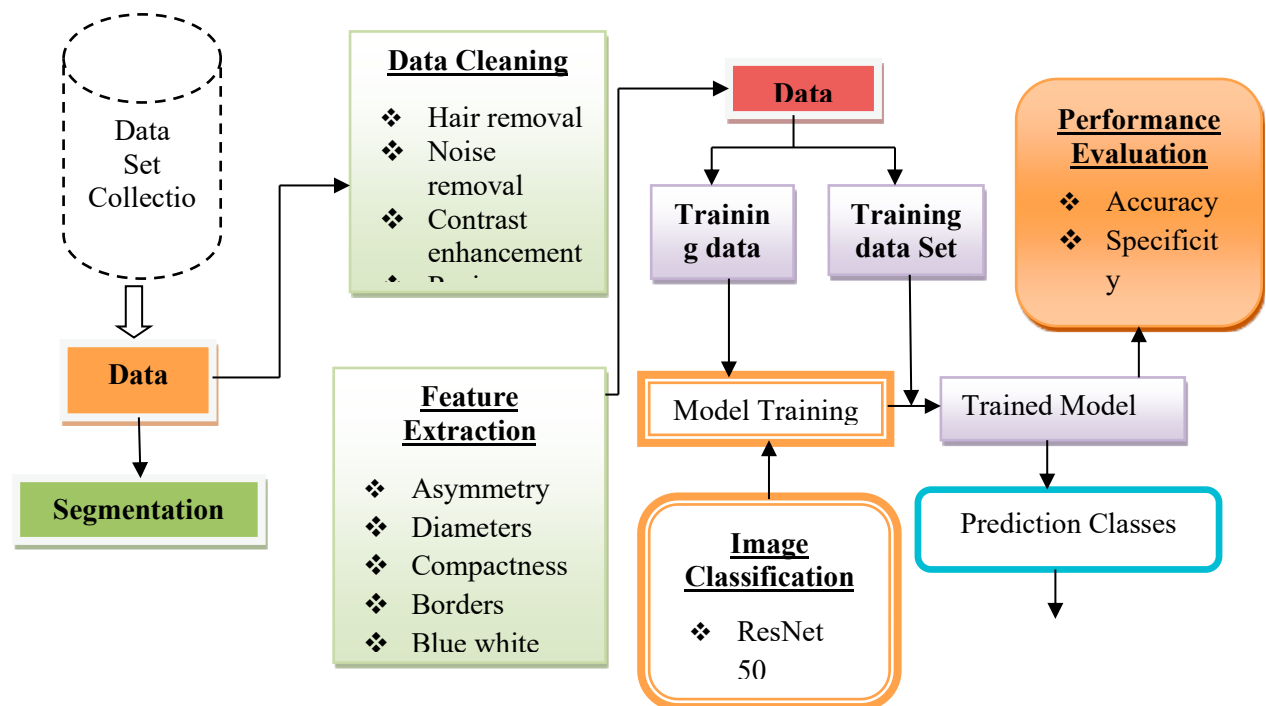 Data
Set
Collectio
Data
Segmentation
Data Cleaning
❖ Hair removal
❖ Noise
removal
❖ Contrast
enhancement
Feature
Extraction
❖ Asymmetry
❖ Diameters
❖ Compactness
❖ Borders
❖ Blue white
Data
Trainin
g data
Training
data Set
Model Training
Image
Classification
❖ ResNet
50
Performance
Evaluation
❖ Accuracy
❖ Specificit
y
Trained Model
Prediction Classes